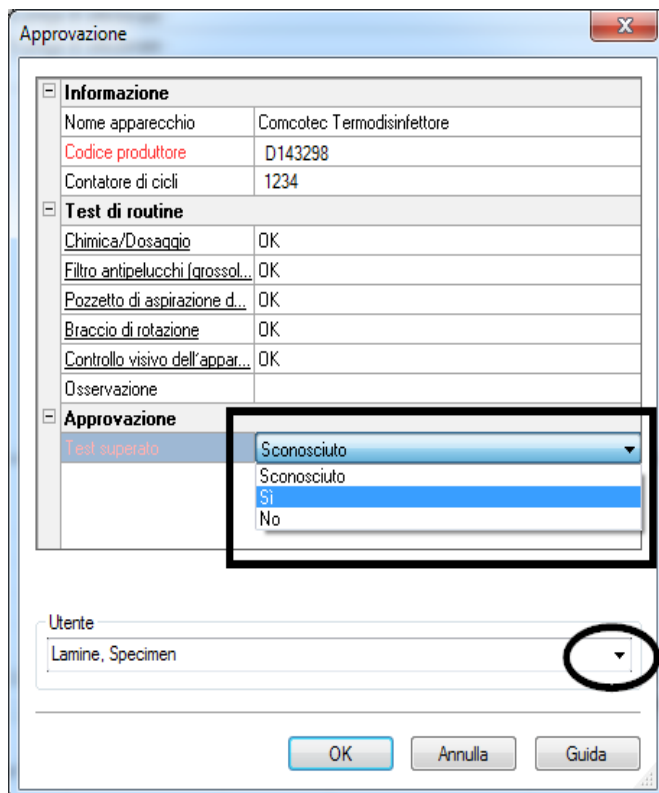 Approvazione
Informazione
Nome apparecchio Comcotec Termodisinfettore
Codice produttore D143298
Contatore di cicli 1234
Test di routine
Chimica/Dosaggio OK
Filtro antipelucchi (grossol... OK
Pozzetto di aspirazione d... OK
Braccio di rotazione OK
Controllo visivo dell'appar... OK
Osservazione
Approvazione
Test superato Sconosciuto
Sconosciuto
Sì
No
Utente
Lamine, Specimen
OK Annulla Guida